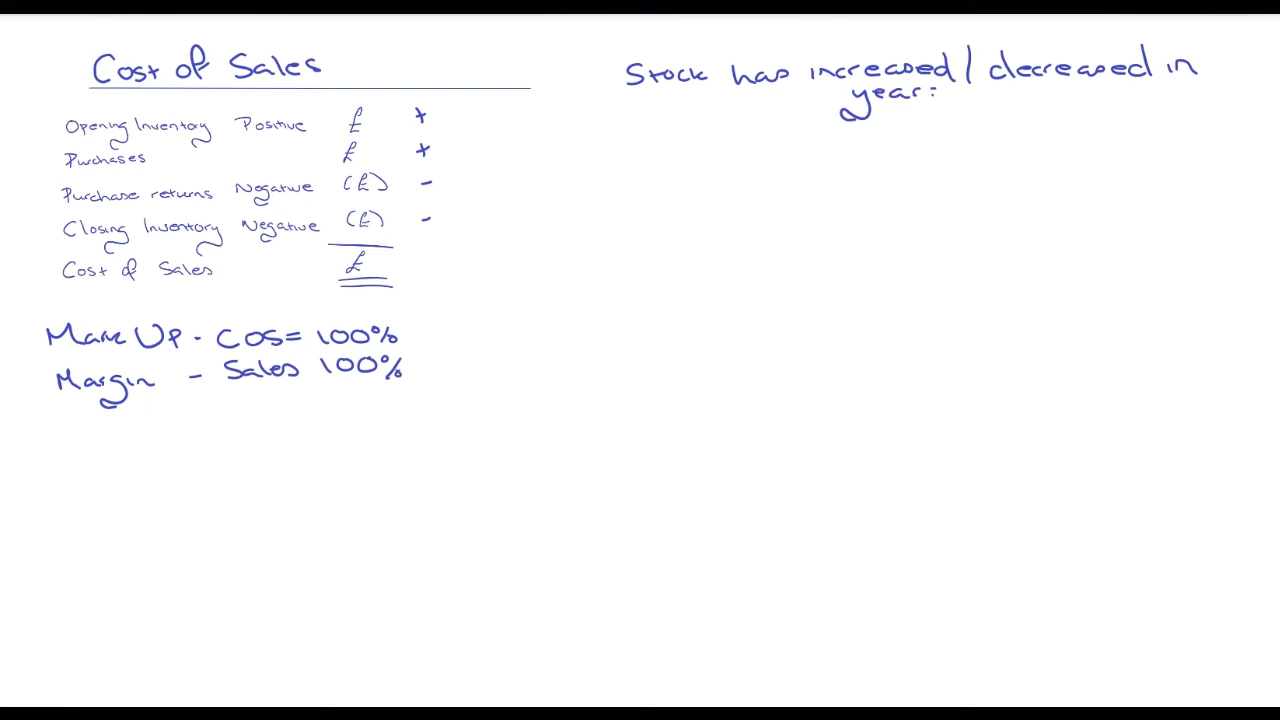 Cost of Sales
Opening Inventory Positive £ +
Purchases £ +
Purchase returns Negative (£) -
Closing Inventory Negative (£) -
Cost of Sales £
Mark Up - COS= 100%
Margin - Sales 100%
Stock has increased/decreased in
year: